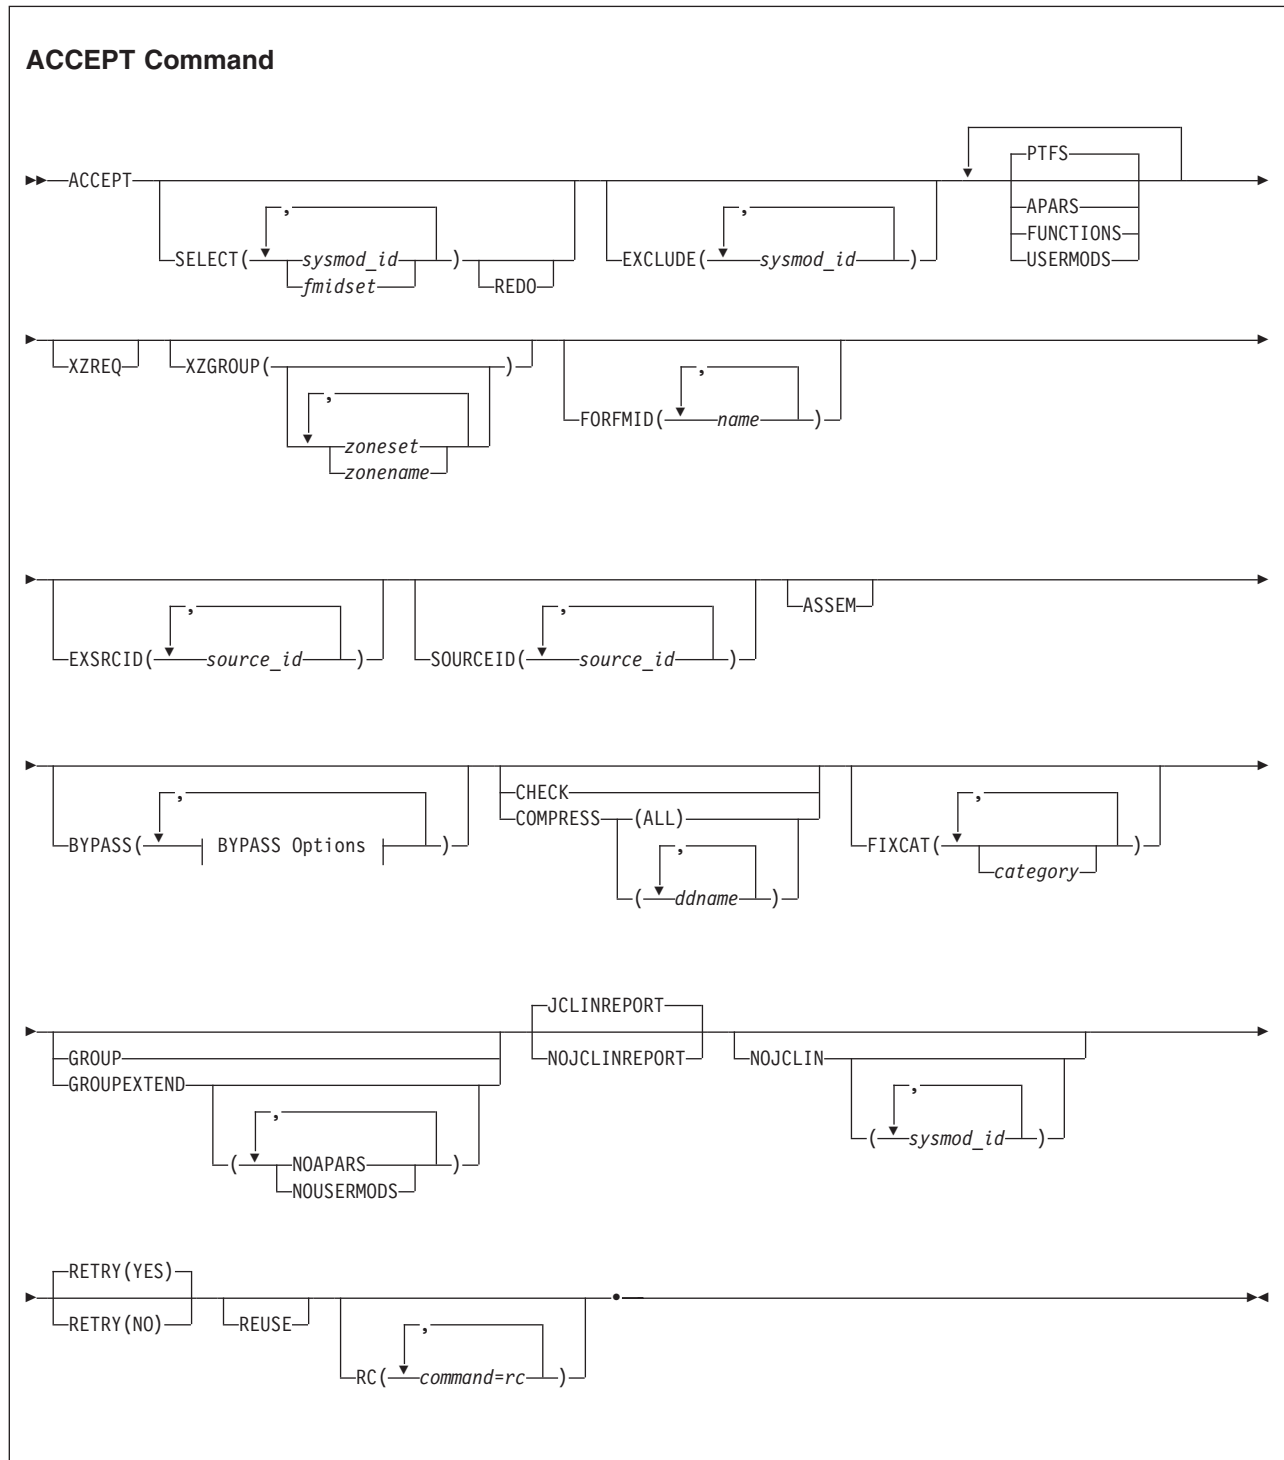 ACCEPT Command
ACCEPT
SELECT( , sysmod_id )
fmidset
REDO
EXCLUDE( , sysmod_id )
PTFS
APARS
FUNCTIONS
USERMODS
XZREQ
XZGROUP( )
,
zoneset
zonename
FORFMID( , name )
EXSRCID( , source_id )
SOURCEID( , source_id )
ASSEM
BYPASS( , BYPASS Options )
CHECK
COMPRESS (ALL)
( , ddname )
FIXCAT( , )
category
GROUP
GROUPEXTEND
( , NOAPARS )
NOUSERMODS
JCLINREPORT
NOJCLINREPORT
NOJCLIN
( , sysmod_id )
RETRY(YES)
RETRY(NO)
REUSE
RC( , command=rc )
.